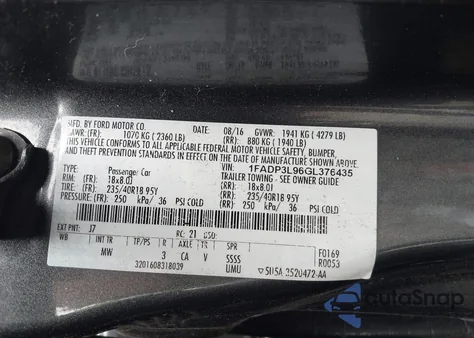 MFD. BY FORD MOTOR CO. DATE: 08/16 GVWR: 1941 KG ( 4279 LB)
GAWR: (FR): 1070 KG ( 2360 LB) (RR): 880 KG ( 1940 LB)
THIS VEHICLE CONFORMS TO ALL APPLICABLE FEDERAL MOTOR VEHICLE SAFETY, BUMPER,
AND THEFT PREVENTION STANDARDS IN EFFECT ON THE DATE OF MANUFACTURE SHOWN ABOVE.
VIN: 1FADP3L96GL376435
TYPE: Passenger Car TRAILER TOWING - SEE OWNER GUIDE
RIM: (FR): 18x8.0J (RR): 18x8.0J
TIRE: (FR): 235/40R18 95Y (RR): 235/40R18 95Y
PRESSURE: (FR): 250 kPa/ 36 PSI COLD (RR): 250 kPa/ 36 PSI COLD
EXT PNT: J7 RC: 21 DSO:
WB INT TR TP/PS R AXLE TR SPR F0169
MW 3 CA V SSSS R0053
3201608318039 UMU 5U5A 3520472-AA
autoSnap